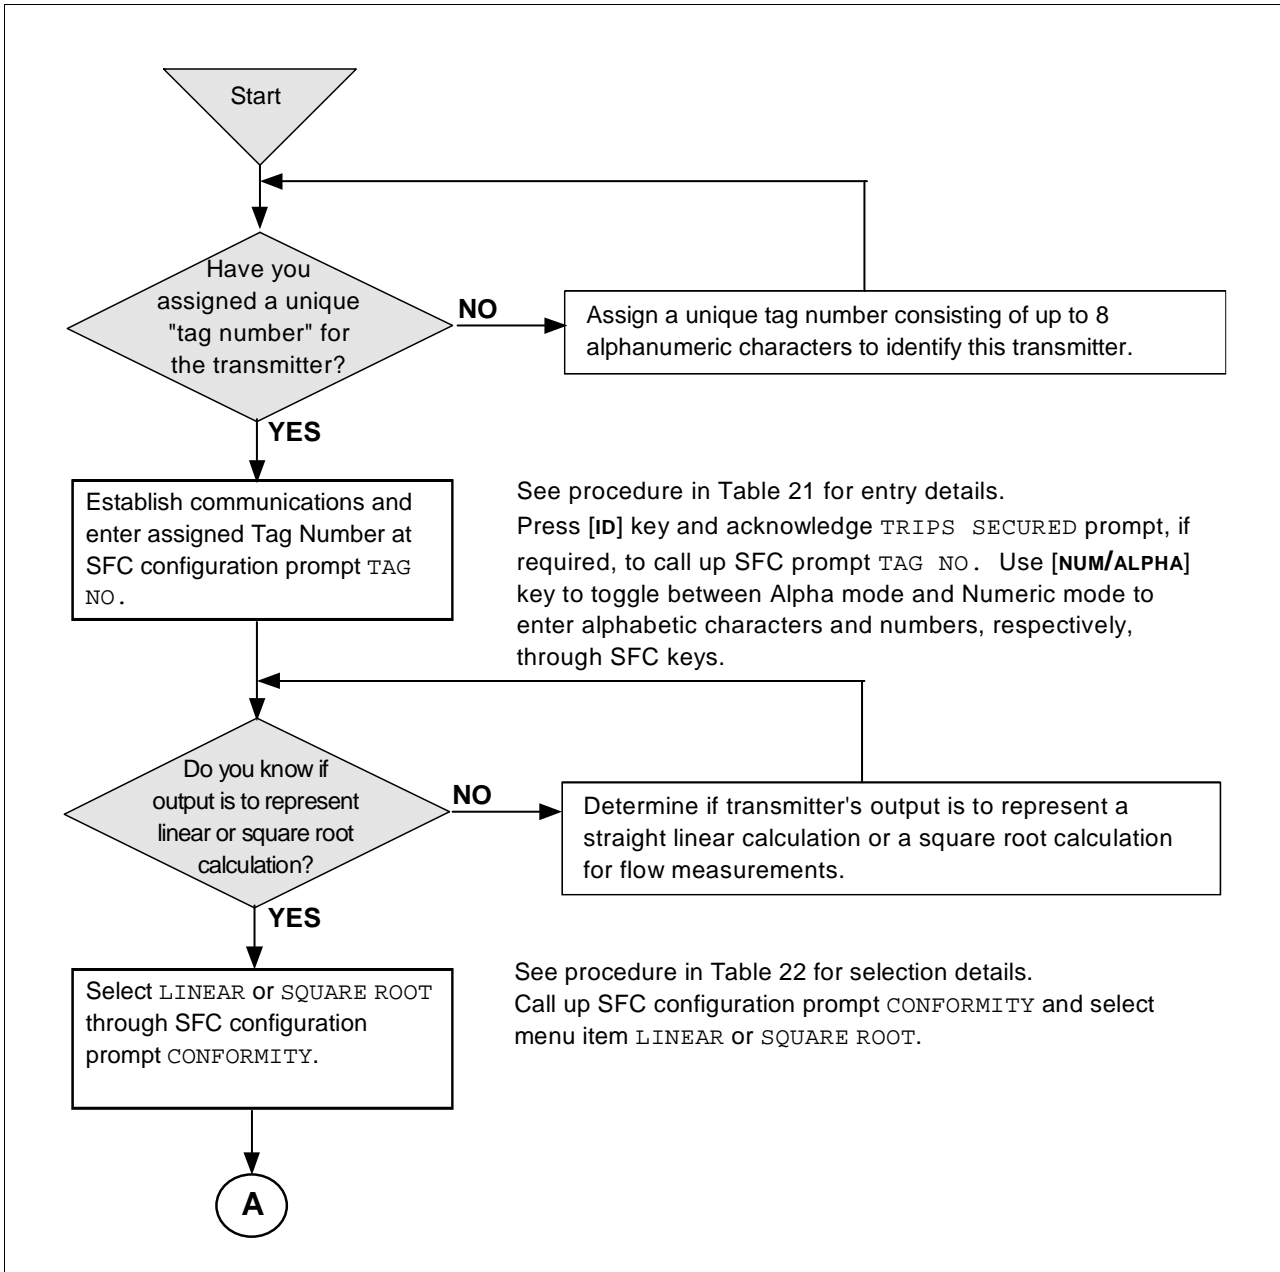 Start
Have you
assigned a unique
"tag number" for
the transmitter?
NO
Assign a unique tag number consisting of up to 8
alphanumeric characters to identify this transmitter.
YES
Establish communications and
enter assigned Tag Number at
SFC configuration prompt TAG
NO.
See procedure in Table 21 for entry details.
Press [ID] key and acknowledge TRIPS SECURED prompt, if
required, to call up SFC prompt TAG NO. Use [NUM/ALPHA]
key to toggle between Alpha mode and Numeric mode to
enter alphabetic characters and numbers, respectively,
through SFC keys.
Do you know if
output is to represent
linear or square root
calculation?
NO
Determine if transmitter's output is to represent a
straight linear calculation or a square root calculation
for flow measurements.
YES
Select LINEAR or SQUARE ROOT
through SFC configuration
prompt CONFORMITY.
See procedure in Table 22 for selection details.
Call up SFC configuration prompt CONFORMITY and select
menu item LINEAR or SQUARE ROOT.
A